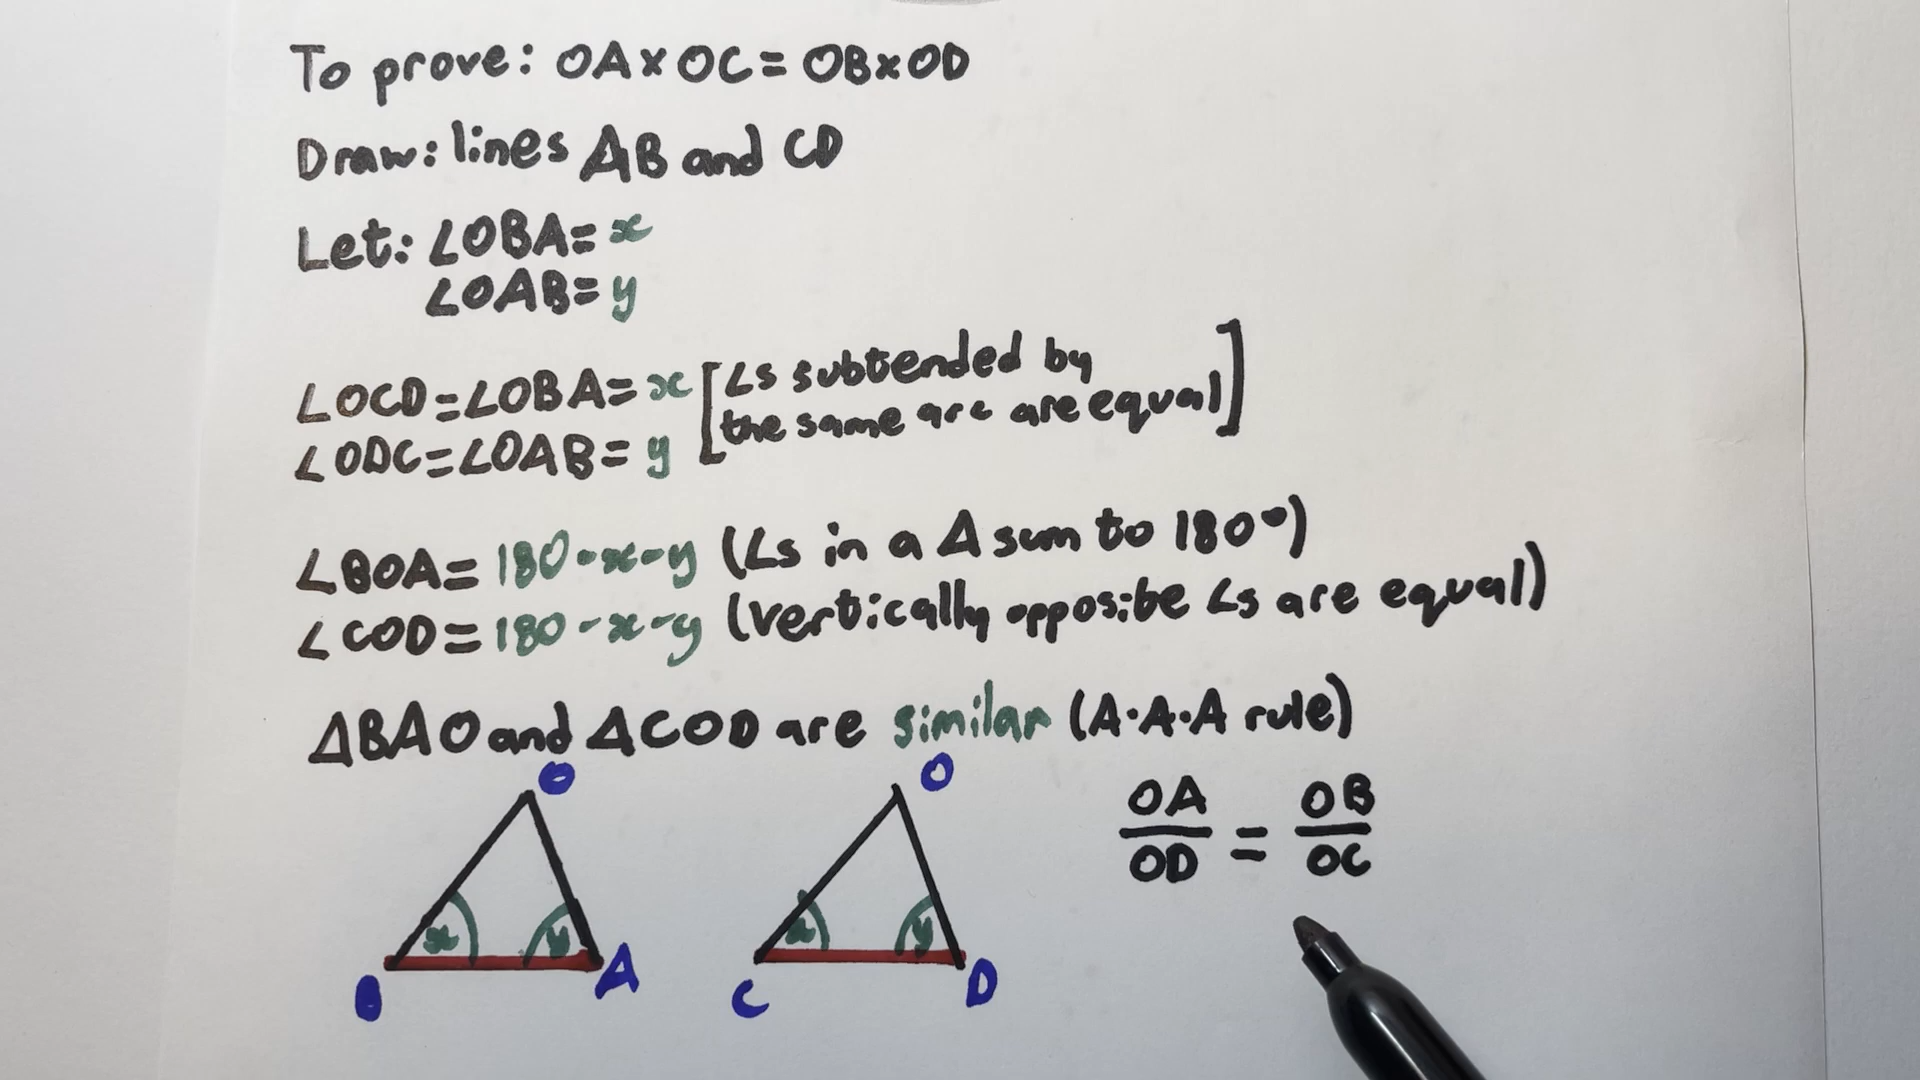 To prove: OA×OC = OB×OD
Draw: lines AB and CD
Let: ∠OBA= x
∠OAB= y
∠OCD=∠OBA= x [∠s subtended by
the same arc are equal]
∠ODC=∠OAB= y
∠BOA= 180-x-y (∠s in a Δ sum to 180°)
∠COD= 180-x-y (vertically opposite ∠s are equal)
ΔBAO and ΔCOD are similar (A.A.A rule)
O
O
OA/OD = OB/OC
x y
x y
B A
C D